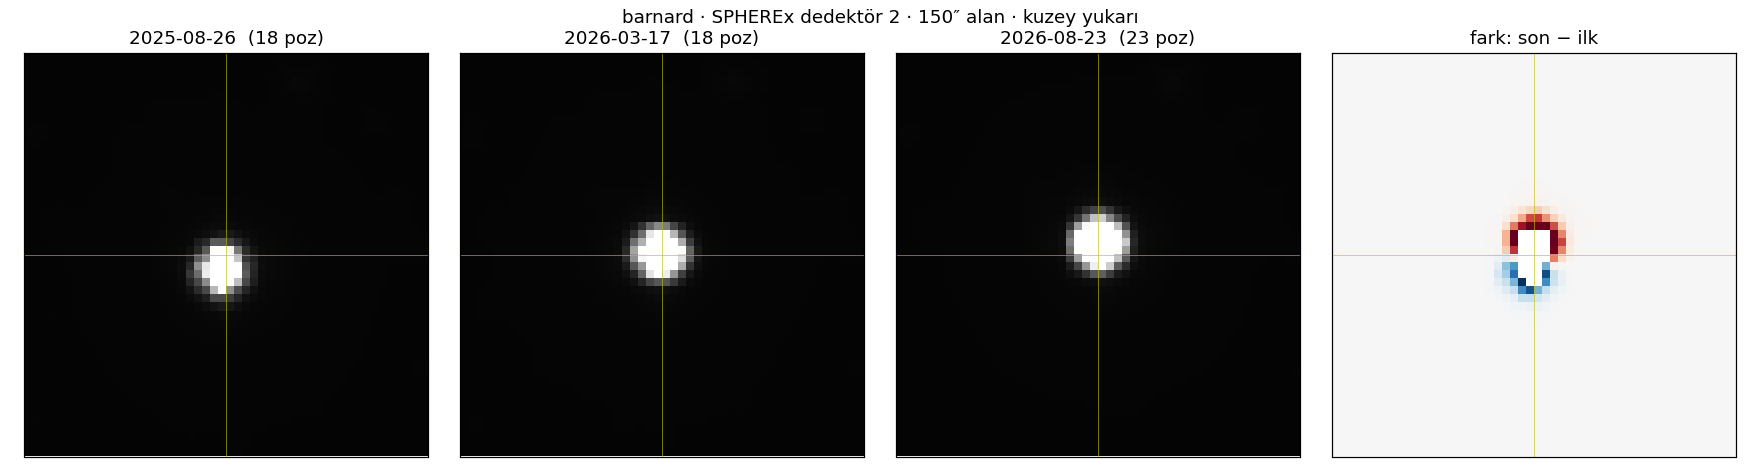 barnard · SPHEREx dedektör 2 · 150″ alan · kuzey yukarı
2025-08-26 (18 poz)
2026-03-17 (18 poz)
2026-08-23 (23 poz)
fark: son − ilk